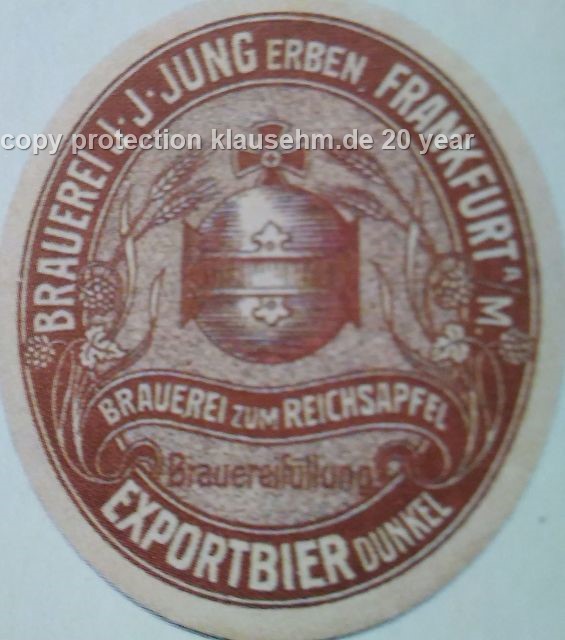 BRAUEREI J. J. JUNG ERBEN, FRANKFURT A/M.
copy protection klausehm.de 20 year
BRAUEREI ZUM REICHSAPFEL
Brauereifüllung
EXPORTBIER DUNKEL